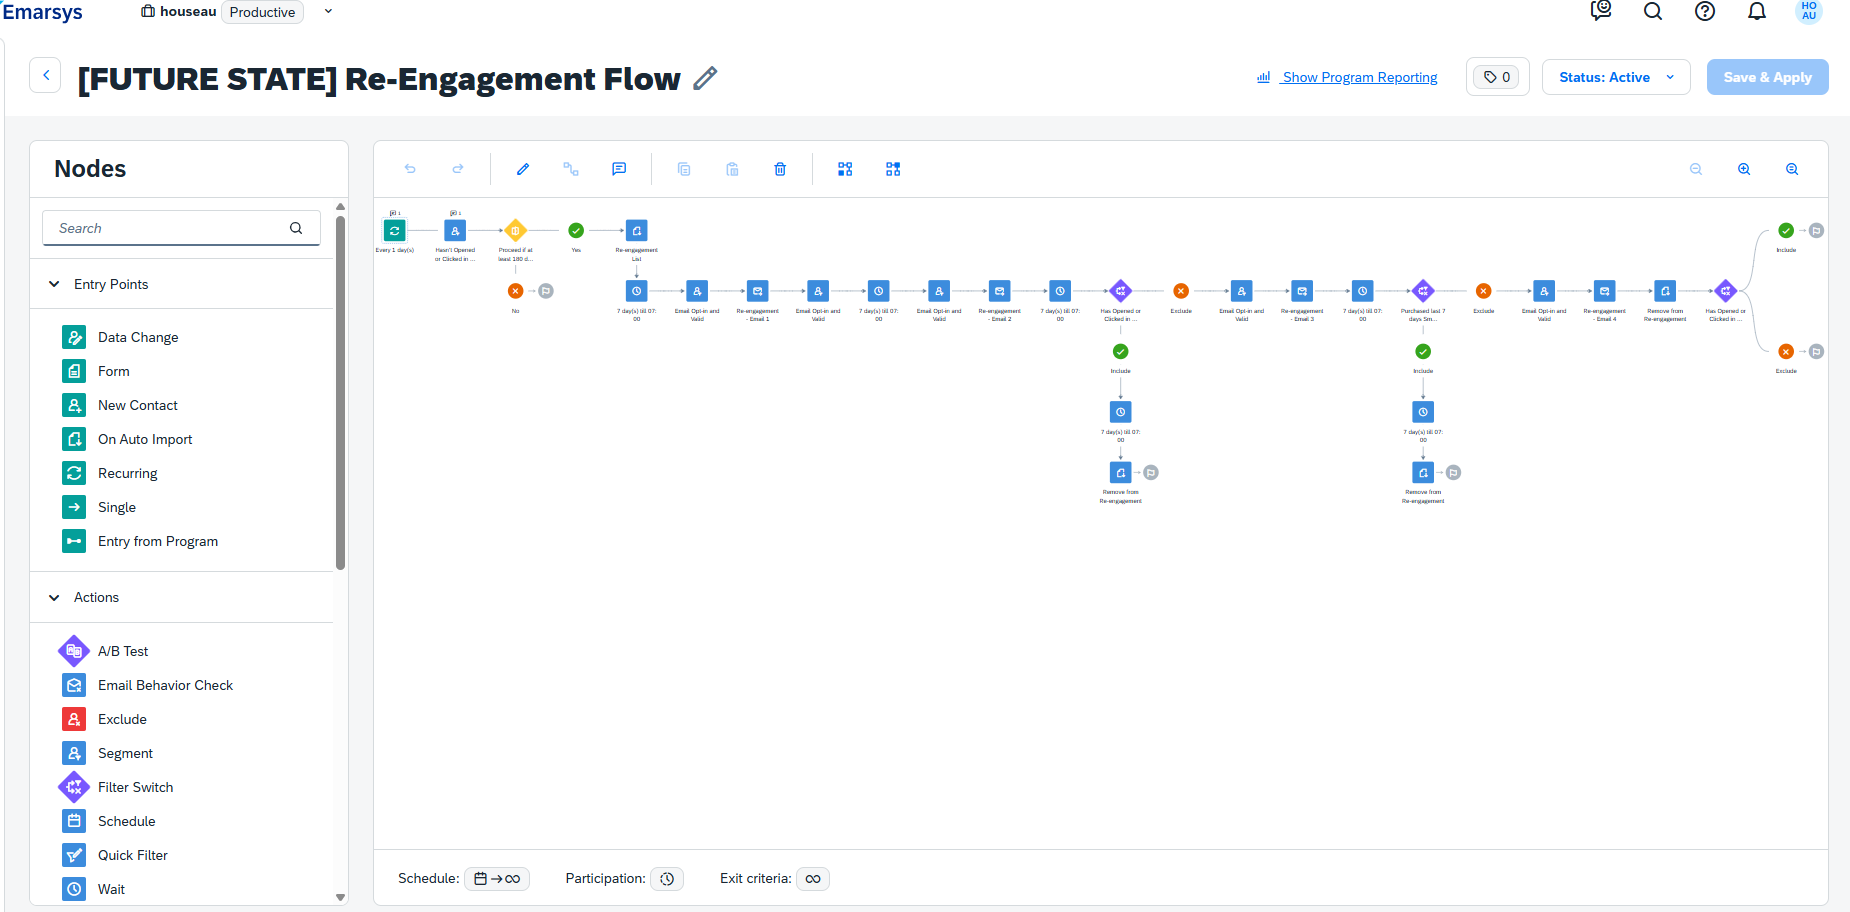 Emarsys
houseau
Productive
HO
AU
[FUTURE STATE] Re-Engagement Flow
Show Program Reporting
0
Status: Active
Save & Apply
Nodes
Search
Entry Points
Data Change
Form
New Contact
On Auto Import
Recurring
Single
Entry from Program
Actions
A/B Test
Email Behavior Check
Exclude
Segment
Filter Switch
Schedule
Quick Filter
Wait
1
1
Every 1 day(s)
Hasn't Opened
or Clicked in ...
Proceed if at
least 180 d...
Yes
Re-engagement
List
Include
No
7 day(s) till 07:
00
Email Opt-in and
Valid
Re-engagement
- Email 1
Email Opt-in and
Valid
7 day(s) till 07:
00
Email Opt-in and
Valid
Re-engagement
- Email 2
7 day(s) till 07:
00
Has Opened or
Clicked in ...
Exclude
Email Opt-in and
Valid
Re-engagement
- Email 3
7 day(s) till 07:
00
Purchased last 7
days Sm...
Exclude
Email Opt-in and
Valid
Re-engagement
- Email 4
Remove from
Re-engagement
Has Opened or
Clicked in ...
Include
Include
Exclude
7 day(s) till 07:
00
7 day(s) till 07:
00
Remove from
Re-engagement
Remove from
Re-engagement
Schedule:
Participation:
Exit criteria: